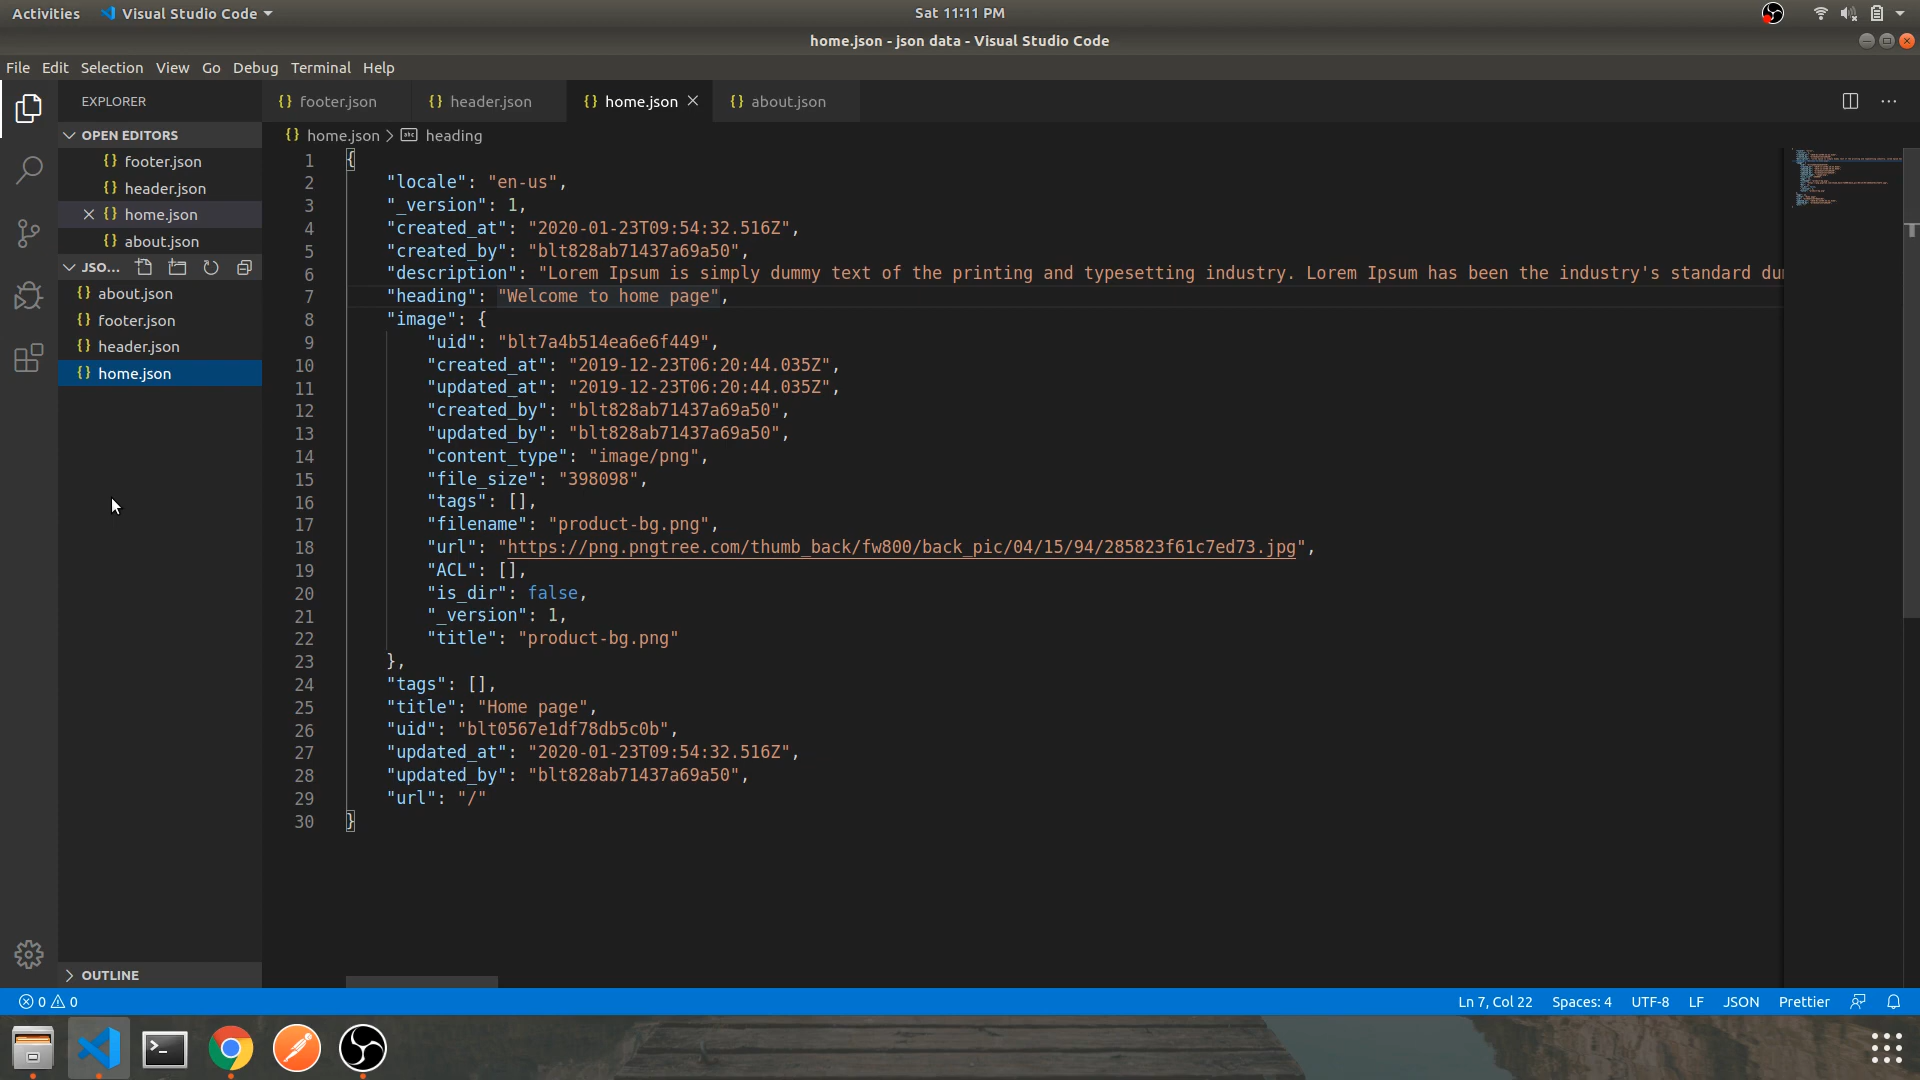 Activities Visual Studio Code Sat 11:11 PM
home.json - json data - Visual Studio Code
File Edit Selection View Go Debug Terminal Help
EXPLORER
OPEN EDITORS
footer.json
header.json
home.json
about.json
JSO...
about.json
footer.json
header.json
home.json
OUTLINE
footer.json header.json home.json about.json
home.json > heading
1 {
2 "locale": "en-us",
3 "_version": 1,
4 "created_at": "2020-01-23T09:54:32.516Z",
5 "created_by": "blt828ab71437a69a50",
6 "description": "Lorem Ipsum is simply dummy text of the printing and typesetting industry. Lorem Ipsum has been the industry's standard du
7 "heading": "Welcome to home page",
8 "image": {
9 "uid": "blt7a4b514ea6e6f449",
10 "created_at": "2019-12-23T06:20:44.035Z",
11 "updated_at": "2019-12-23T06:20:44.035Z",
12 "created_by": "blt828ab71437a69a50",
13 "updated_by": "blt828ab71437a69a50",
14 "content_type": "image/png",
15 "file_size": "398098",
16 "tags": [],
17 "filename": "product-bg.png",
18 "url": "https://png.pngtree.com/thumb_back/fw800/back_pic/04/15/94/285823f61c7ed73.jpg",
19 "ACL": [],
20 "is_dir": false,
21 "_version": 1,
22 "title": "product-bg.png"
23 },
24 "tags": [],
25 "title": "Home page",
26 "uid": "blt0567e1df78db5c0b",
27 "updated_at": "2020-01-23T09:54:32.516Z",
28 "updated_by": "blt828ab71437a69a50",
29 "url": "/"
30 }
0 0 Ln 7, Col 22 Spaces: 4 UTF-8 LF JSON Prettier